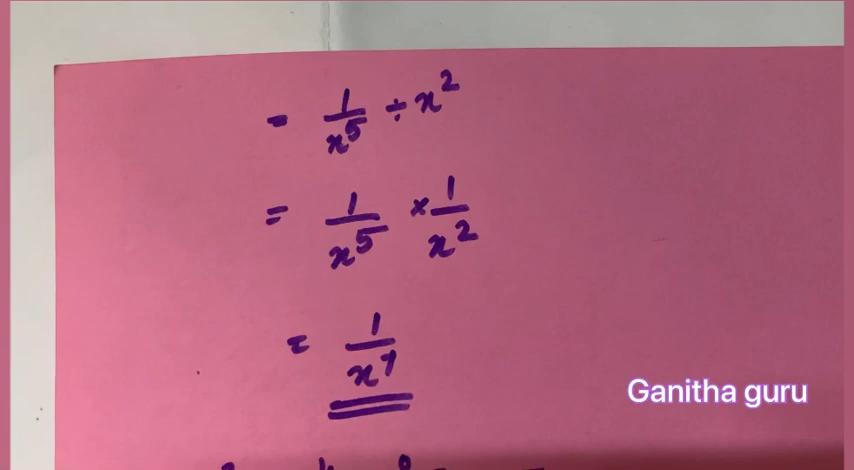 = 1/x⁵ ÷ x²
= 1/x⁵ × 1/x²
= 1/x⁷
Ganitha guru